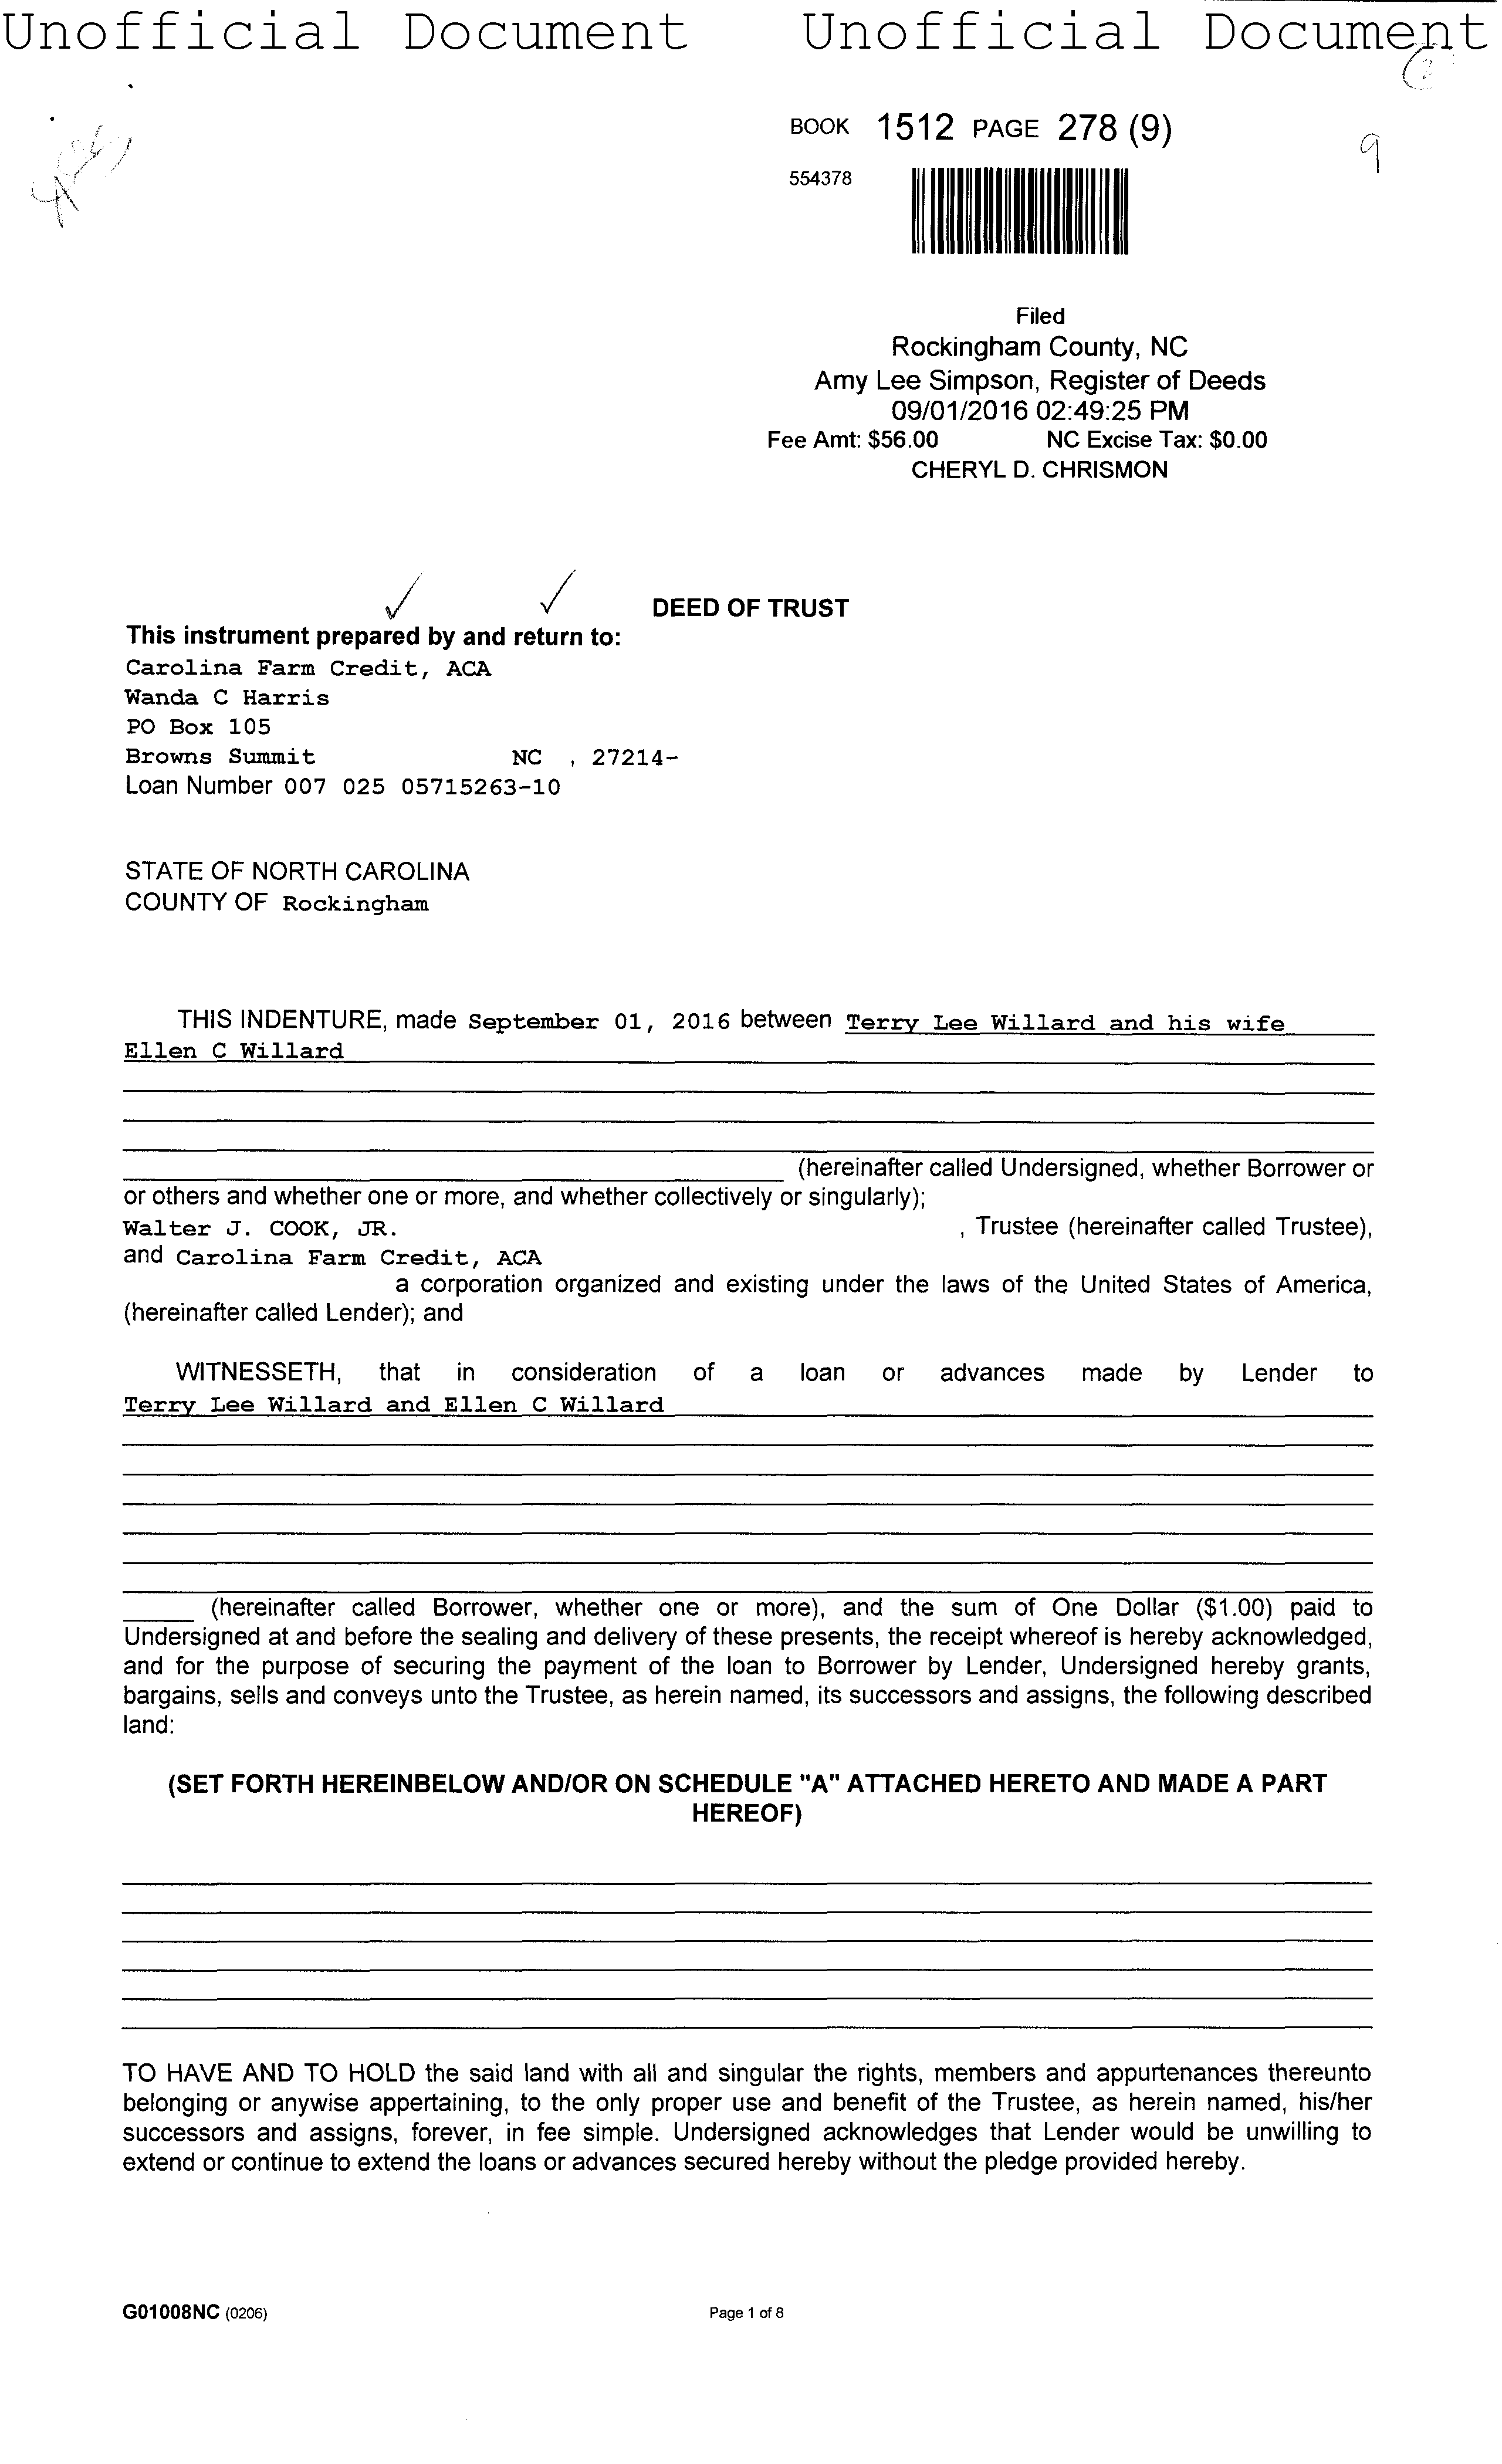 Unofficial Document Unofficial Document
BOOK 1512 PAGE 278 (9)
9
554378
Filed
Rockingham County, NC
Amy Lee Simpson, Register of Deeds
09/01/2016 02:49:25 PM
Fee Amt: $56.00 NC Excise Tax: $0.00
CHERYL D. CHRISMON
DEED OF TRUST
This instrument prepared by and return to:
Carolina Farm Credit, ACA
Wanda C Harris
PO Box 105
Browns Summit NC , 27214-
Loan Number 007 025 05715263-10
STATE OF NORTH CAROLINA
COUNTY OF Rockingham
THIS INDENTURE, made September 01, 2016 between Terry Lee Willard and his wife
Ellen C Willard
(hereinafter called Undersigned, whether Borrower or
or others and whether one or more, and whether collectively or singularly);
Walter J. COOK, JR. , Trustee (hereinafter called Trustee),
and Carolina Farm Credit, ACA
a corporation organized and existing under the laws of the United States of America,
(hereinafter called Lender); and
WITNESSETH, that in consideration of a loan or advances made by Lender to
Terry Lee Willard and Ellen C Willard
(hereinafter called Borrower, whether one or more), and the sum of One Dollar ($1.00) paid to
Undersigned at and before the sealing and delivery of these presents, the receipt whereof is hereby acknowledged,
and for the purpose of securing the payment of the loan to Borrower by Lender, Undersigned hereby grants,
bargains, sells and conveys unto the Trustee, as herein named, its successors and assigns, the following described
land:
(SET FORTH HEREINBELOW AND/OR ON SCHEDULE "A" ATTACHED HERETO AND MADE A PART
HEREOF)
TO HAVE AND TO HOLD the said land with all and singular the rights, members and appurtenances thereunto
belonging or anywise appertaining, to the only proper use and benefit of the Trustee, as herein named, his/her
successors and assigns, forever, in fee simple. Undersigned acknowledges that Lender would be unwilling to
extend or continue to extend the loans or advances secured hereby without the pledge provided hereby.
G01008NC (0206) Page 1 of 8